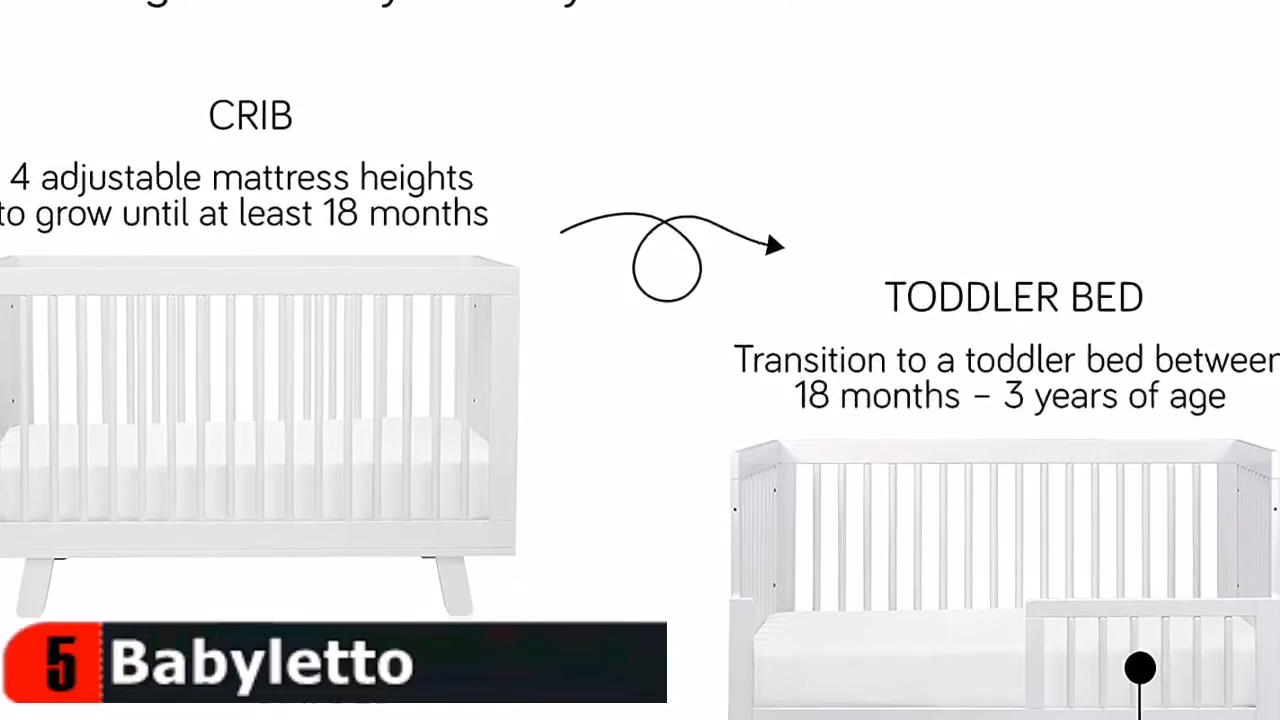 CRIB
4 adjustable mattress heights
to grow until at least 18 months
TODDLER BED
Transition to a toddler bed between
18 months – 3 years of age
5 Babyletto